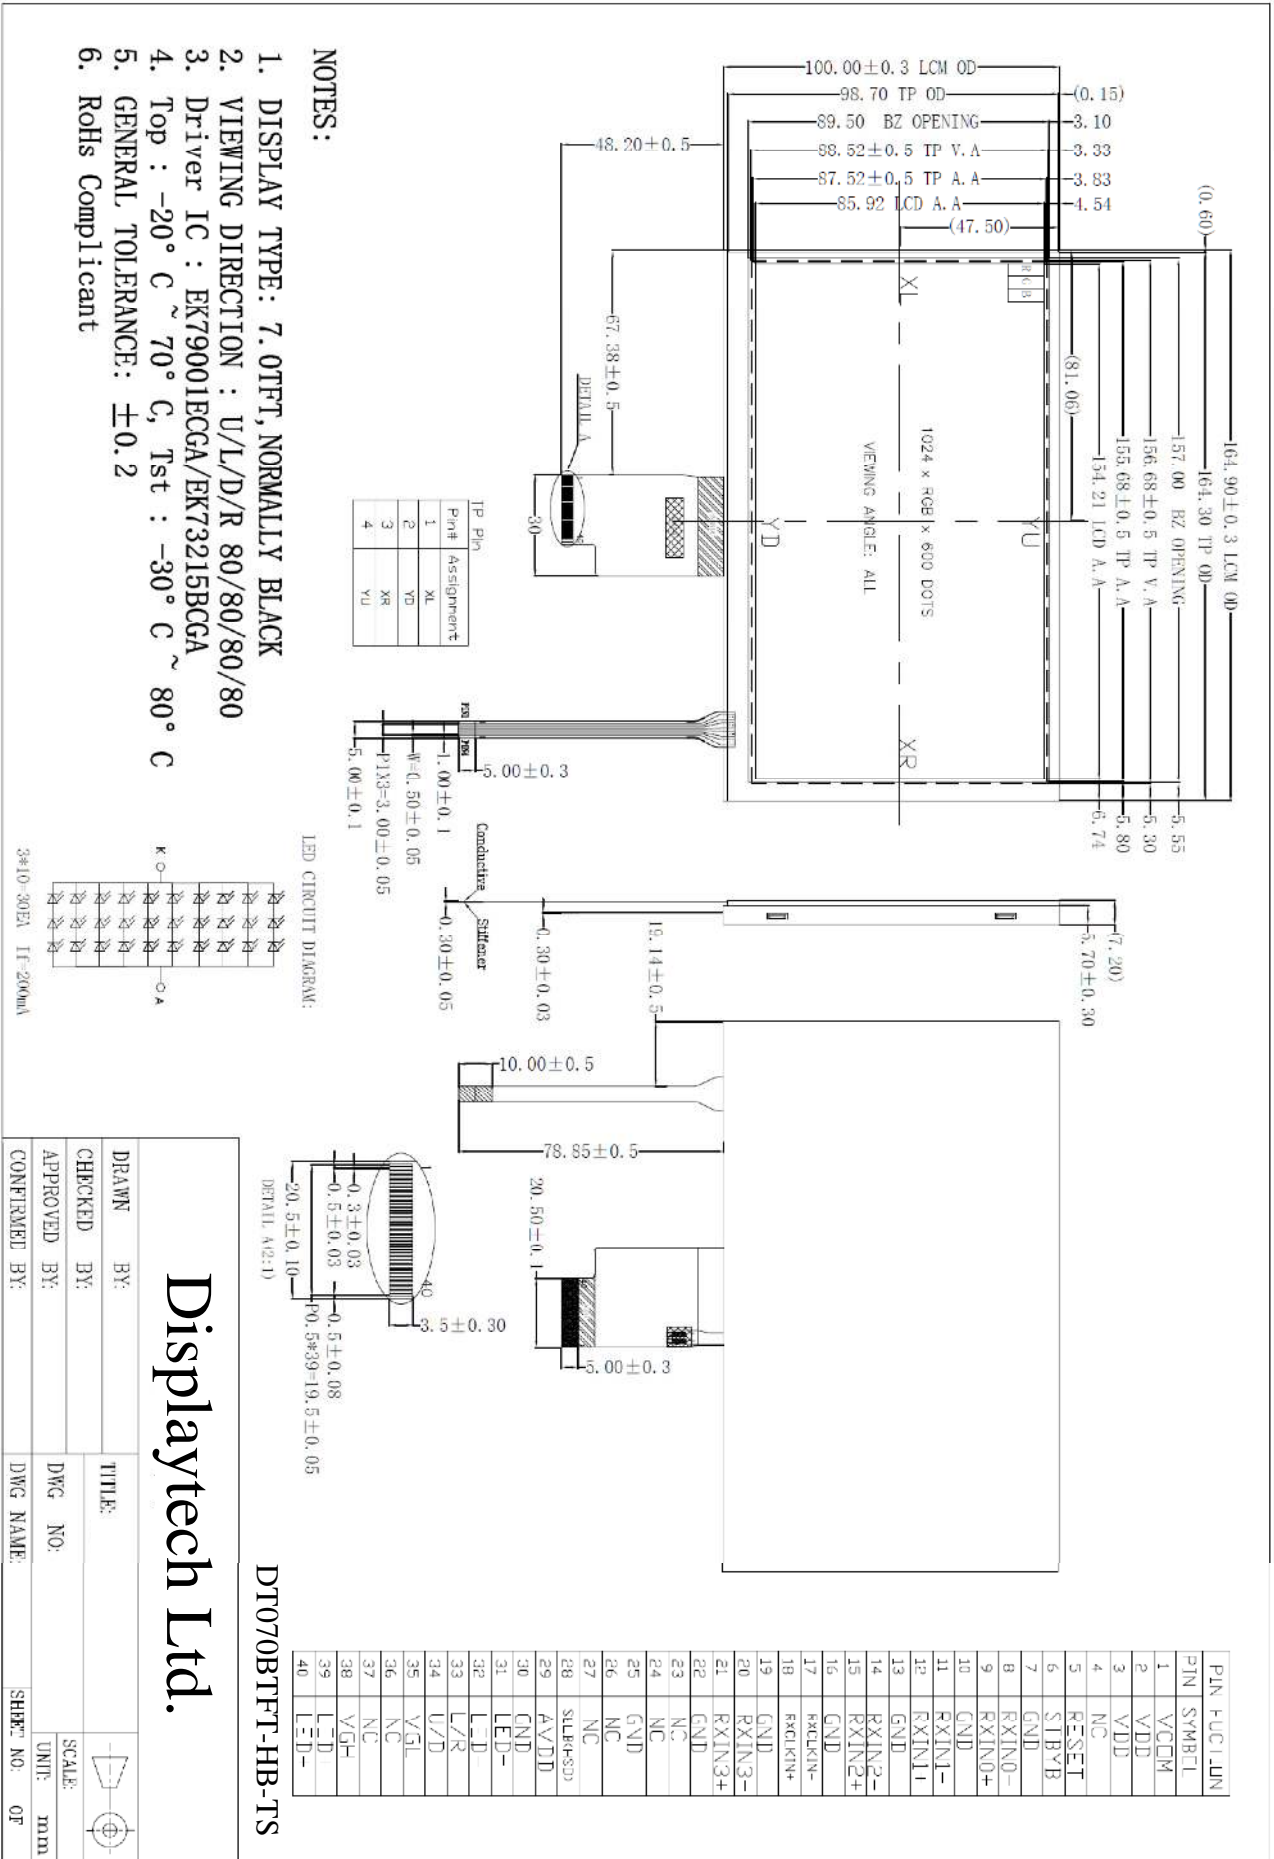 100.00±0.3 LCM OD
98.70 TP OD
(0.15)
89.50 BZ OPENING
3.10
88.52±0.5 TP V.A
3.33
87.52±0.5 TP A.A
3.83
85.92 LCD A.A
4.54
(47.50)
48.20±0.5
(0.60)
164.90±0.3 LCM OD
164.30 TP OD
157.00 BZ OPENING
5.55
156.68±0.5 TP V.A
5.30
155.68±0.5 TP A.A
5.80
154.21 LCD A.A
6.74
(81.06)
R G B
XL
YU
1024 x RGB x 600 DOTS
VIEWING ANGLE: ALL
YD
XR
67.38±0.5
DETAIL A
30
TP Pin
Pin# Assignment
1 XL
2 YD
3 XR
4 YU
PIN1
PIN4
5.00±0.3
1.00±0.1
W=0.50±0.05
P1X3=3.00±0.05
5.00±0.1
(7.20)
5.70±0.30
0.30±0.03
Conductive
Stiffener
0.30±0.05
19.14±0.5
10.00±0.5
78.85±0.5
20.50±0.1
5.00±0.3
1
40
3.5±0.30
0.3±0.03
0.5±0.03
0.5±0.08
P0.5*39=19.5±0.05
20.5±0.10
DETAIL A(2:1)
PIN SYMBEL
1 VCOM
2 VDD
3 VDD
4 NC
5 RESET
6 STBYB
7 GND
8 RXIN0-
9 RXIN0+
10 GND
11 RXIN1-
12 RXIN1+
13 GND
14 RXIN2-
15 RXIN2+
16 GND
17 RXCLKIN-
18 RXCLKIN+
19 GND
20 RXIN3-
21 RXIN3+
22 GND
23 NC
24 NC
25 GND
26 NC
27 NC
28
29 AVDD
30 GND
31 LED-
32 LED-
33 L/R
34 U/D
35 VGL
36 NC
37 NC
38 VGH
39
40 LED-
NOTES:
1. DISPLAY TYPE: 7.0TFT,NORMALLY BLACK
2. VIEWING DIRECTION : U/L/D/R 80/80/80/80
3. Driver IC : EK79001ECGA/EK73215BCGA
4. Top : -20° C ~ 70° C, Tst : -30° C ~ 80° C
5. GENERAL TOLERANCE: ±0.2
6. RoHs Complicant
LED CIRCUIT DIAGRAM:
K
A
3*10=30EA If=200mA
DT070BTFT-HB-TS
Displaytech Ltd.
DRAWN BY:
CHECKED BY:
APPROVED BY:
CONFIRMED BY:
TITLE:
DWG NO:
DWG NAME:
SCALE:
UNIT: mm
SHEET NO: OF